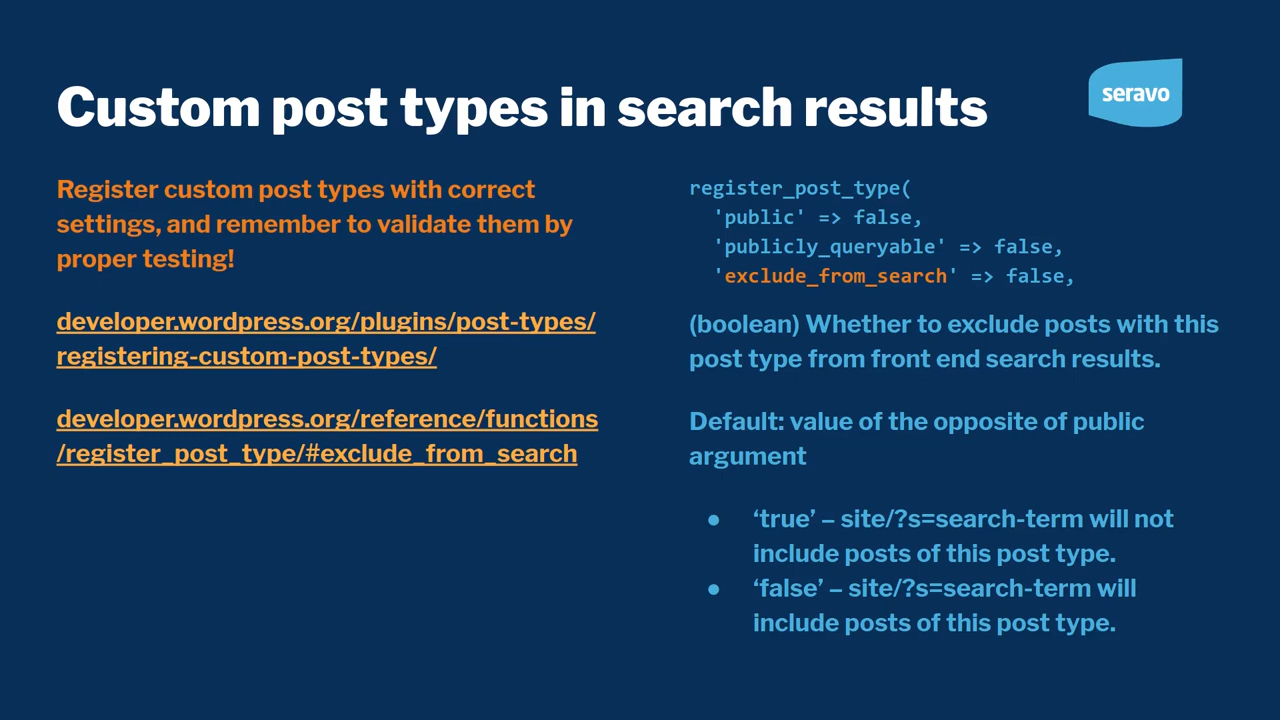 Custom post types in search results
seravo
Register custom post types with correct
settings, and remember to validate them by
proper testing!
developer.wordpress.org/plugins/post-types/
registering-custom-post-types/
developer.wordpress.org/reference/functions
/register_post_type/#exclude_from_search
register_post_type(
'public' => false,
'publicly_queryable' => false,
'exclude_from_search' => false,
(boolean) Whether to exclude posts with this
post type from front end search results.
Default: value of the opposite of public
argument
● ‘true’ – site/?s=search-term will not
include posts of this post type.
● ‘false’ – site/?s=search-term will
include posts of this post type.